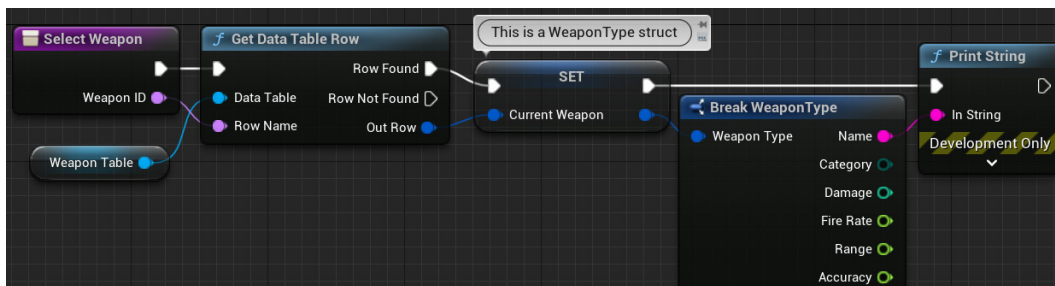 Select Weapon
Weapon ID
Get Data Table Row
Row Found
Data Table
Row Not Found
Row Name
Out Row
Weapon Table
This is a WeaponType struct
SET
Current Weapon
Break WeaponType
Weapon Type
Name
Category
Damage
Fire Rate
Range
Accuracy
Print String
In String
Development Only